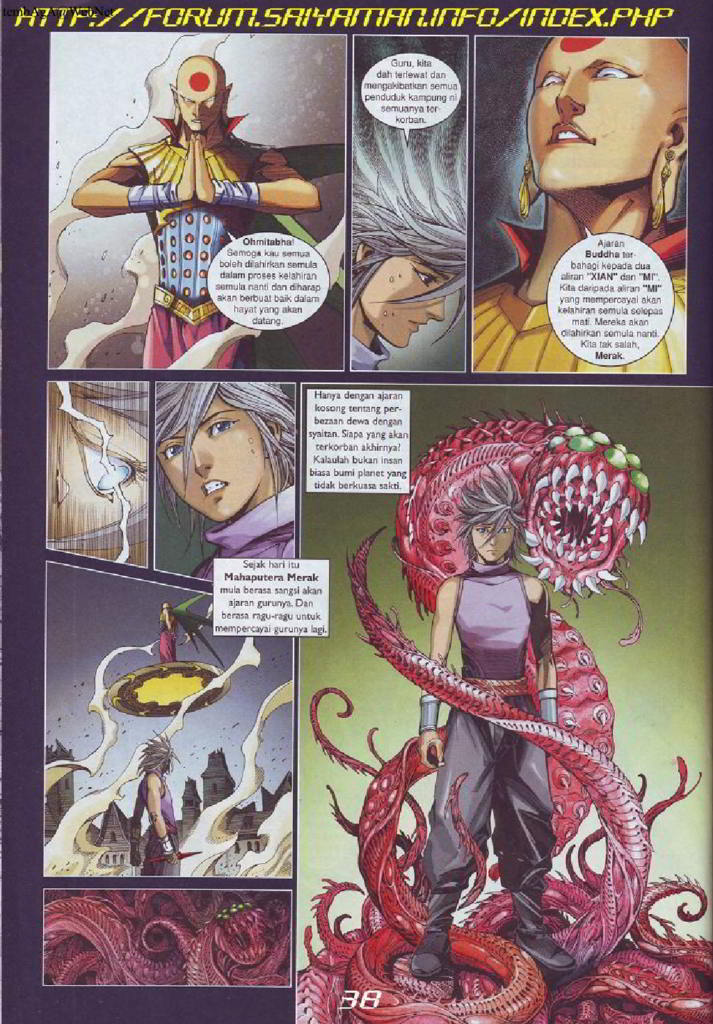 HTTP://FORUM.SAIYAMAN.INFO/INDEX.PHP
Ohmitabha!
Semoga kau semua
boleh dilahirkan semula
dalam proses kelahiran
semula nanti dan diharap
akan berbuat baik dalam
hayat yang akan
datang.
Guru, kita
dah terlewat dan
mengakibatkan semua
penduduk kampung ni
semuanya ter-
korban.
Ajaran
Buddha ter-
bahagi kepada dua
aliran "XIAN" dan "MI".
Kita daripada aliran "MI"
yang mempercayai akan
kelahiran semula selepas
mati. Mereka akan
dilahirkan semula nanti.
Kita tak salah,
Merak.
Hanya dengan ajaran
kosong tentang per-
bezaan dewa dengan
syaitan. Siapa yang akan
terkorban akhirnya?
Kalaulah bukan insan
biasa bumi planet yang
tidak berkuasa sakti.
Sejak hari itu
Mahaputera Merak
mula berasa sangsi akan
ajaran gurunya. Dan
berasa ragu-ragu untuk
mempercayai gurunya lagi.
38